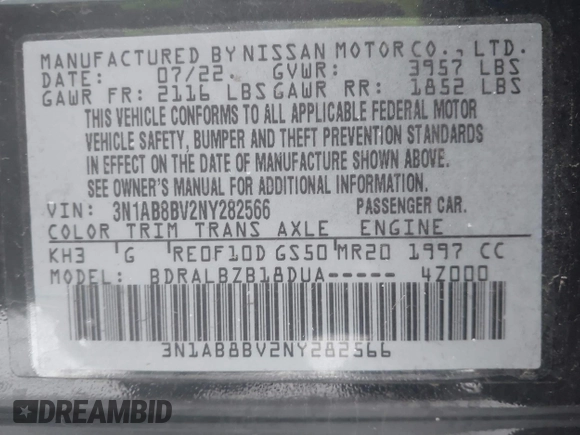 MANUFACTURED BY NISSAN MOTOR CO., LTD.
DATE: 07/22. GVWR: 3957 LBS
GAWR FR: 2116 LBS GAWR RR: 1852 LBS
THIS VEHICLE CONFORMS TO ALL APPLICABLE FEDERAL MOTOR
VEHICLE SAFETY, BUMPER AND THEFT PREVENTION STANDARDS
IN EFFECT ON THE DATE OF MANUFACTURE SHOWN ABOVE.
SEE OWNER'S MANUAL FOR ADDITIONAL INFORMATION.
VIN: 3N1AB8BV2NY282566 PASSENGER CAR.
COLOR TRIM TRANS AXLE ENGINE
KH3 G RE0F10D GS50 MR20 1997 CC
MODEL: BDRALBZB18DUA----- 4Z000
3N1AB8BV2NY282566
DREAMBID